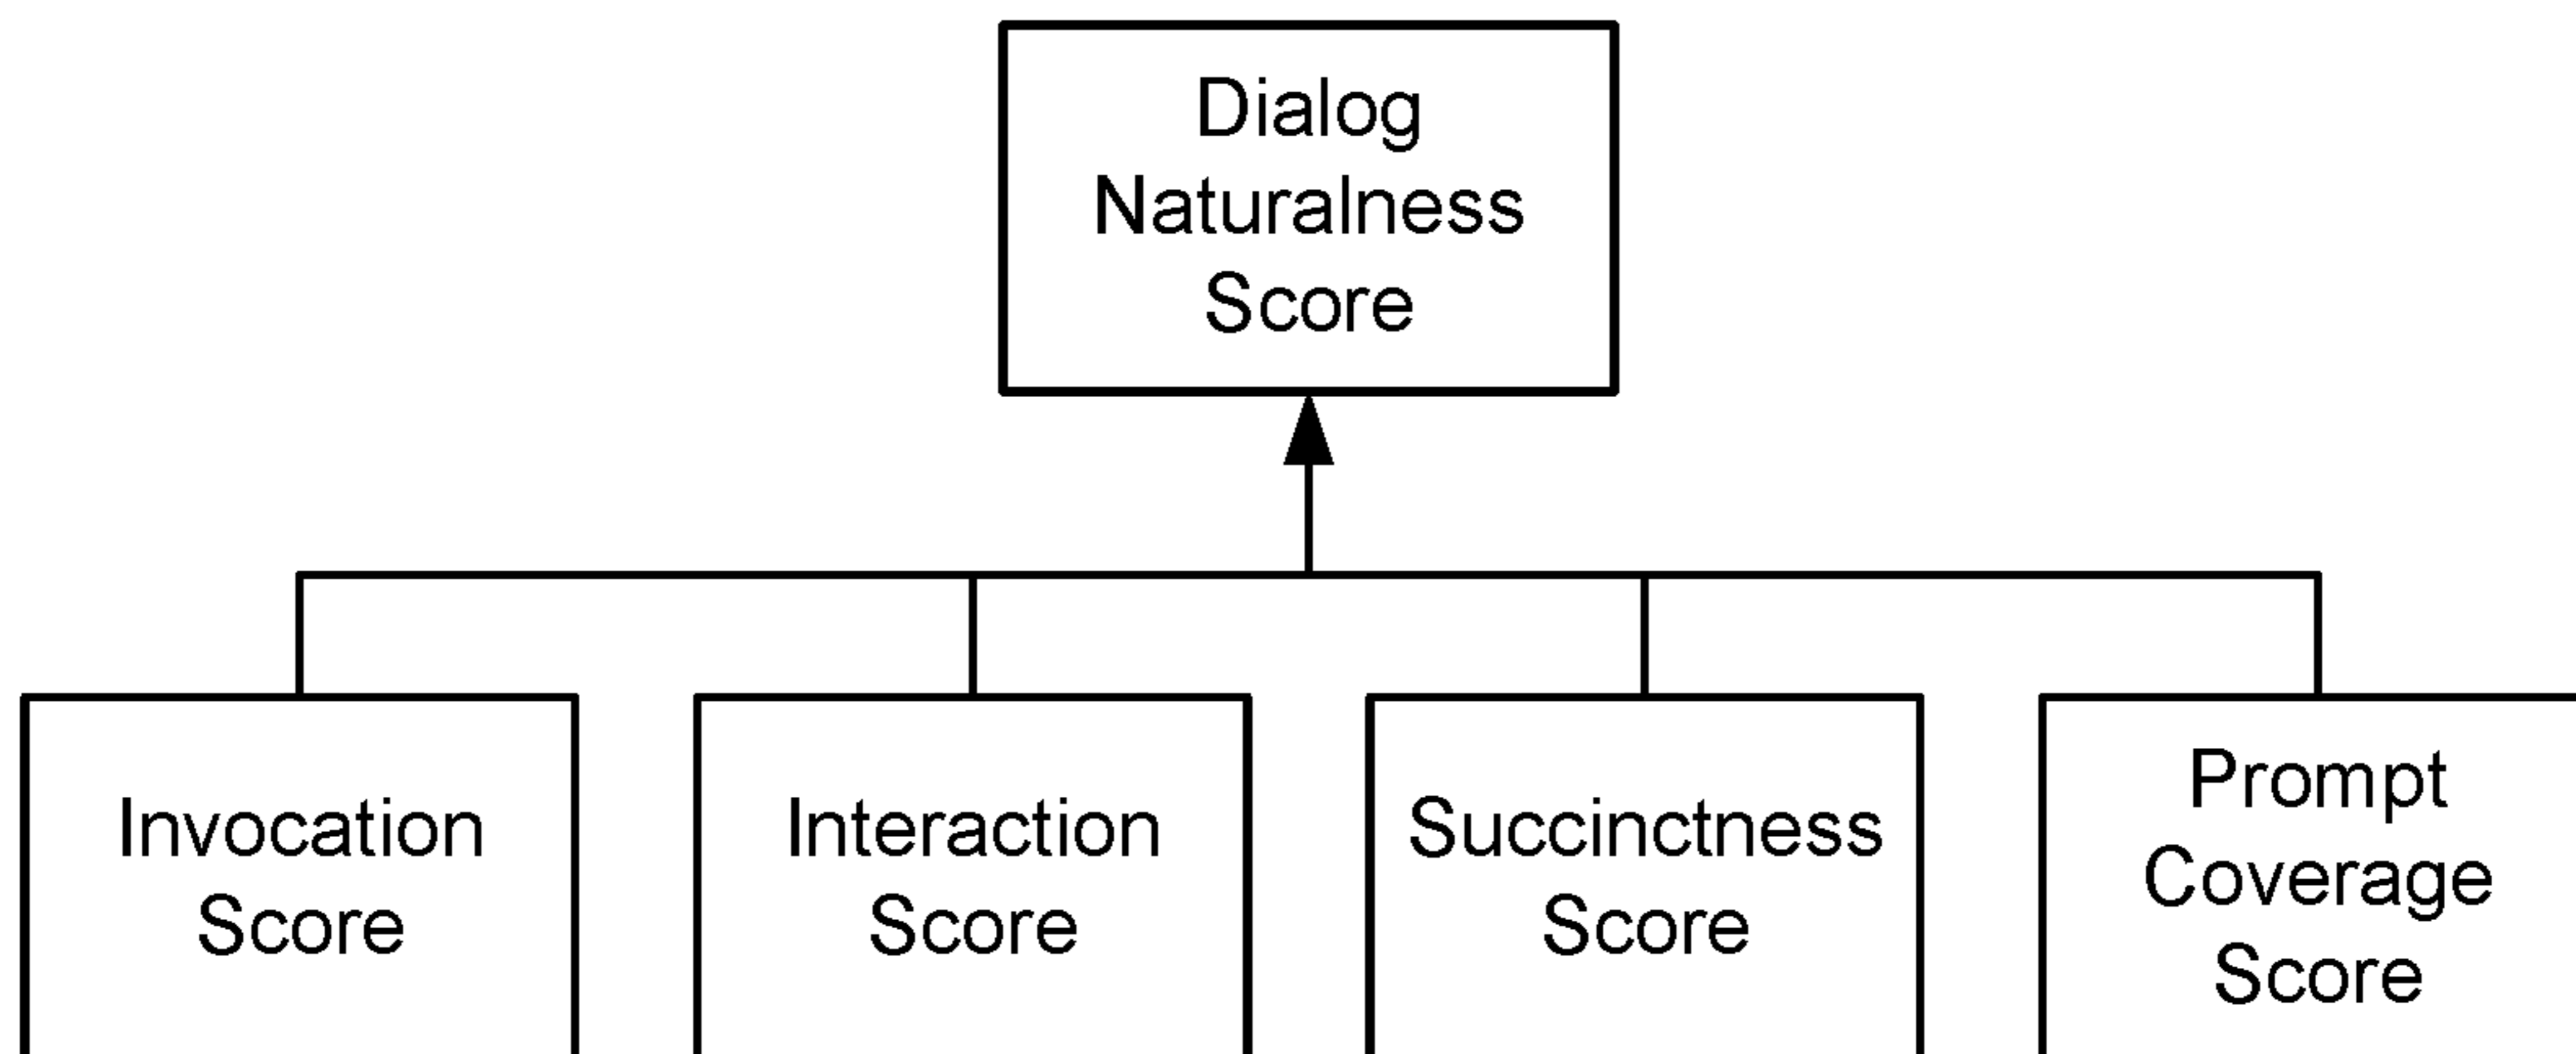 Dialog
Naturalness
Score
Invocation
Score
Interaction
Score
Succinctness
Score
Prompt
Coverage
Score